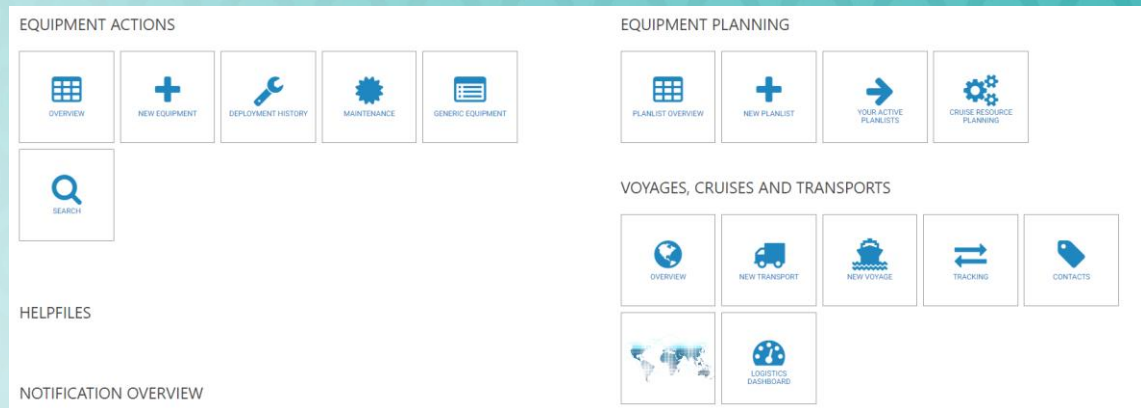 EQUIPMENT ACTIONS
OVERVIEW
NEW EQUIPMENT
DEPLOYMENT HISTORY
MAINTENANCE
GENERIC EQUIPMENT
SEARCH
HELPFILES
NOTIFICATION OVERVIEW
EQUIPMENT PLANNING
PLANLIST OVERVIEW
NEW PLANLIST
YOUR ACTIVE
PLANLISTS
CRUISE RESOURCE
PLANNING
VOYAGES, CRUISES AND TRANSPORTS
OVERVIEW
NEW TRANSPORT
NEW VOYAGE
TRACKING
CONTACTS
LOGISTICS
DASHBOARD